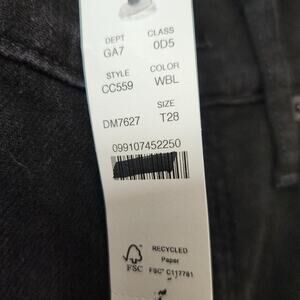 DEPT CLASS
GA7 0D5
STYLE COLOR
CC559 WBL
SIZE
DM7627 T28
099107452250
RECYCLED
Paper
FSC FSC® C117781